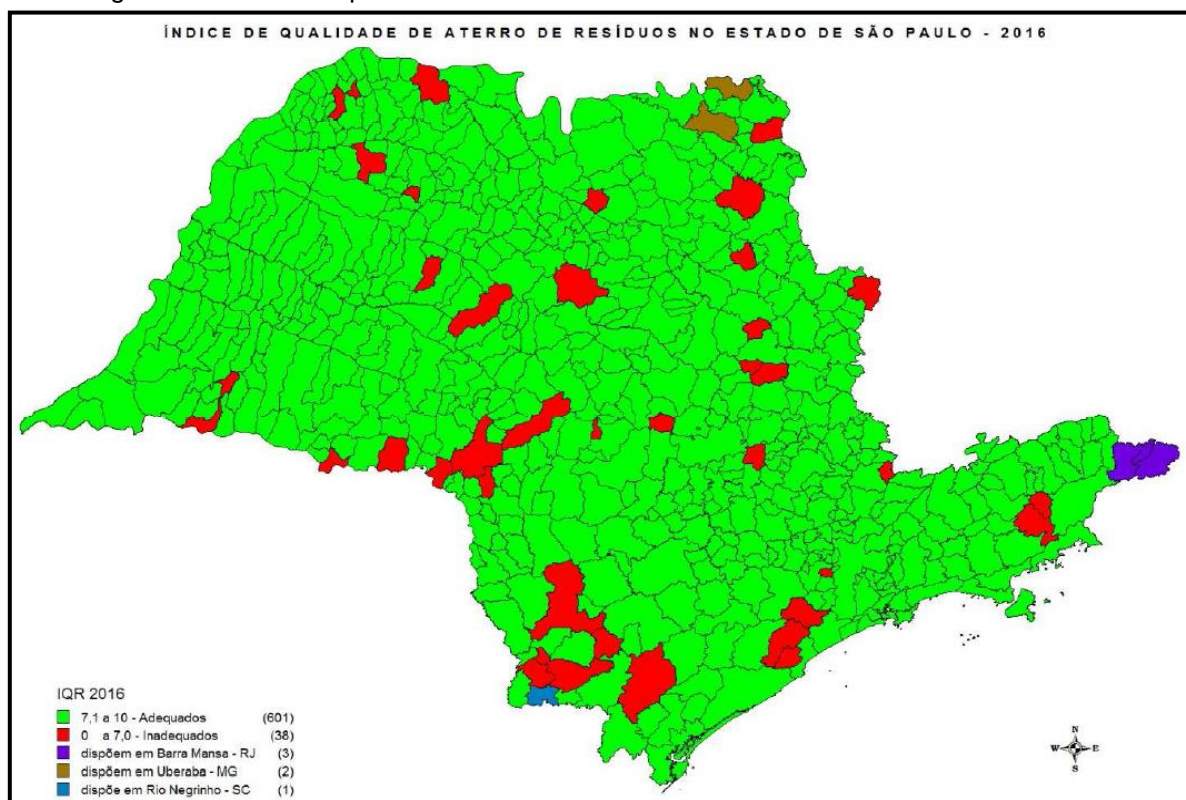 ÍNDICE DE QUALIDADE DE ATERRO DE RESÍDUOS NO ESTADO DE SÃO PAULO - 2016
IQR 2016
7,1 a 10 - Adequados (601)
0 a 7,0 - Inadequados (38)
dispõem em Barra Mansa - RJ (3)
dispõem em Uberaba - MG (2)
dispõe em Rio Negrinho - SC (1)
N
W E
S